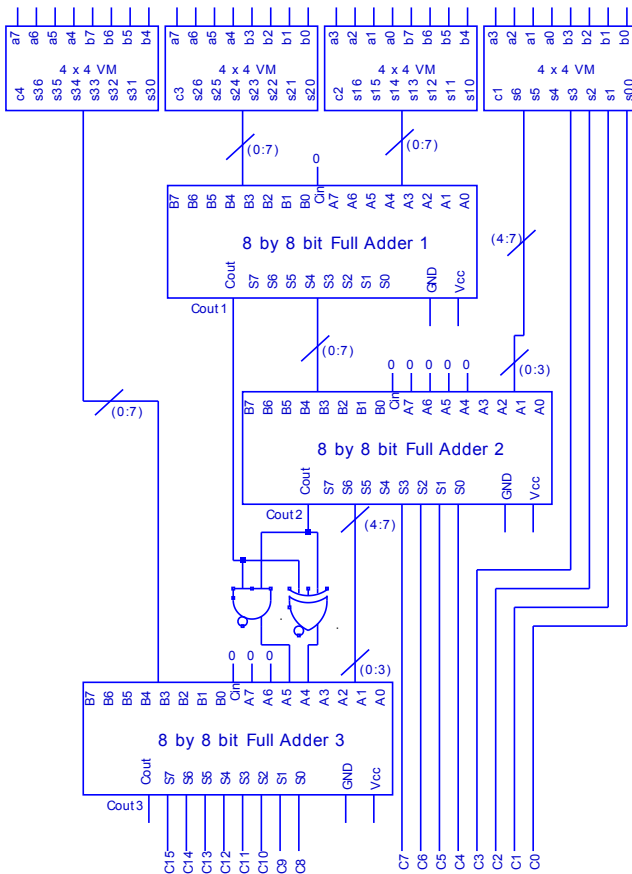 a7 a6 a5 a4 b7 b6 b5 b4
4 x 4 VM
c4 s36 s35 s34 s33 s32 s31 s30
a7 a6 a5 a4 b3 b2 b1 b0
4 x 4 VM
c3 s26 s25 s24 s23 s22 s21 s20
a3 a2 a1 a0 b7 b6 b5 b4
4 x 4 VM
c2 s16 s15 s14 s13 s12 s11 s10
a3 a2 a1 a0 b3 b2 b1 b0
4 x 4 VM
c1 s6 s5 s4 s3 s2 s1 s00
(0:7)
(0:7)
0
B7 B6 B5 B4 B3 B2 B1 B0 Cin A7 A6 A5 A4 A3 A2 A1 A0
8 by 8 bit Full Adder 1
(4:7)
Cout S7 S6 S5 S4 S3 S2 S1 S0 GND Vcc
Cout1
(0:7)
0 0 0 0 0
(0:3)
B7 B6 B5 B4 B3 B2 B1 B0 Cin A7 A6 A5 A4 A3 A2 A1 A0
(0:7)
8 by 8 bit Full Adder 2
Cout S7 S6 S5 S4 S3 S2 S1 S0 GND Vcc
Cout2
(4:7)
0 0 0
(0:3)
B7 B6 B5 B4 B3 B2 B1 B0 Cin A7 A6 A5 A4 A3 A2 A1 A0
8 by 8 bit Full Adder 3
Cout S7 S6 S5 S4 S3 S2 S1 S0 GND Vcc
Cout3
C15 C14 C13 C12 C11 C10 C9 C8 C7 C6 C5 C4 C3 C2 C1 C0